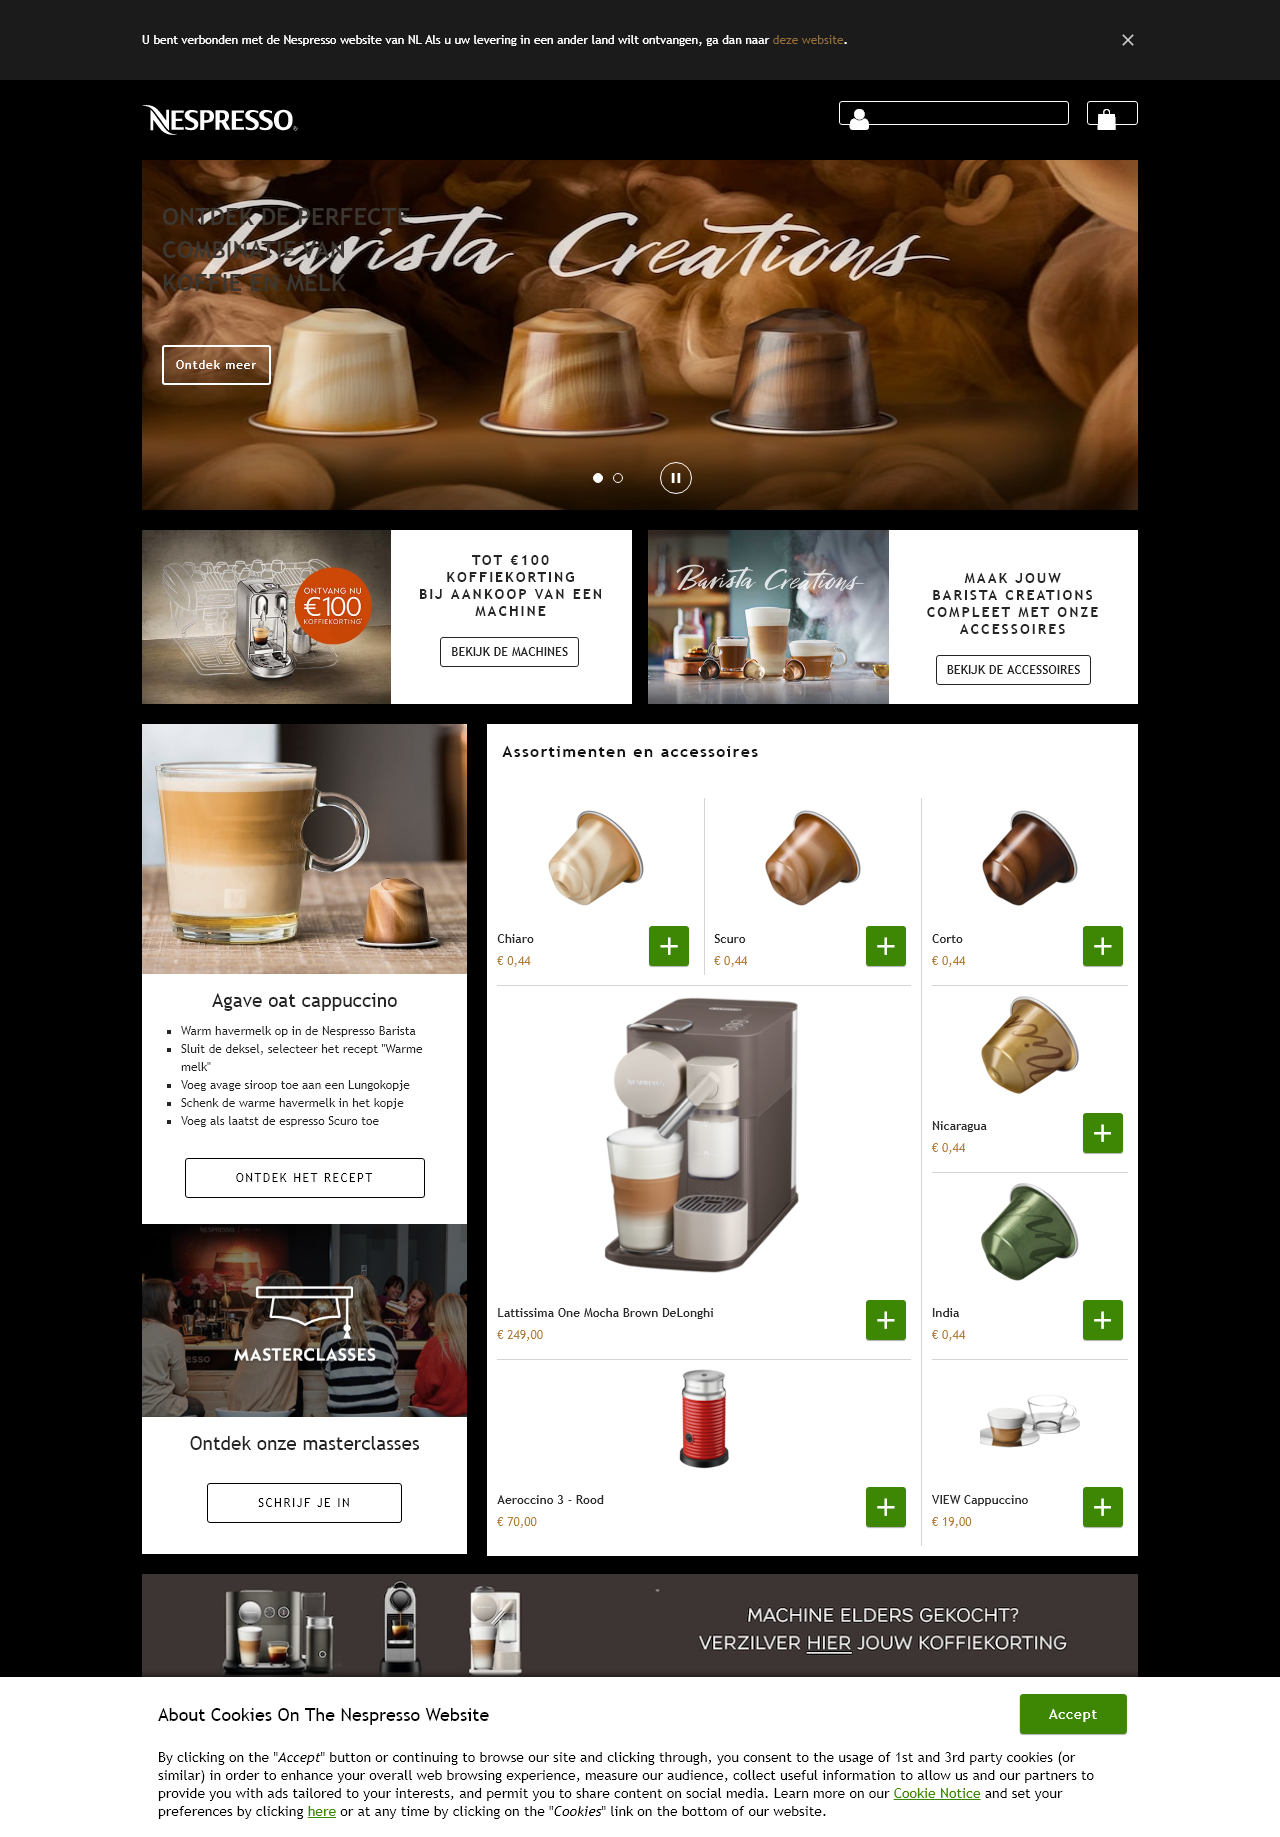 U bent verbonden met de Nespresso website van NL Als u uw levering in een ander land wilt ontvangen, ga dan naar deze website.
NESPRESSO®
ONTDEK DE PERFECTE
COMBINATIE VAN
KOFFIE EN MELK
Barista Creations
Ontdek meer
ONTVANG NU
€100
KOFFIEKORTING
TOT €100
KOFFIEKORTING
BIJ AANKOOP VAN EEN
MACHINE
BEKIJK DE MACHINES
Barista Creations
MAAK JOUW
BARISTA CREATIONS
COMPLEET MET ONZE
ACCESSOIRES
BEKIJK DE ACCESSOIRES
Agave oat cappuccino
Warm havermelk op in de Nespresso Barista
Sluit de deksel, selecteer het recept "Warme
melk"
Voeg avage siroop toe aan een Lungokopje
Schenk de warme havermelk in het kopje
Voeg als laatst de espresso Scuro toe
ONTDEK HET RECEPT
MASTERCLASSES
Ontdek onze masterclasses
SCHRIJF JE IN
Assortimenten en accessoires
Chiaro
€ 0,44
Scuro
€ 0,44
Corto
€ 0,44
NESPRESSO
Lattissima One Mocha Brown DeLonghi
€ 249,00
Nicaragua
€ 0,44
India
€ 0,44
Aeroccino 3 - Rood
€ 70,00
VIEW Cappuccino
€ 19,00
MACHINE ELDERS GEKOCHT?
VERZILVER HIER JOUW KOFFIEKORTING
About Cookies On The Nespresso Website
Accept
By clicking on the "Accept" button or continuing to browse our site and clicking through, you consent to the usage of 1st and 3rd party cookies (or
similar) in order to enhance your overall web browsing experience, measure our audience, collect useful information to allow us and our partners to
provide you with ads tailored to your interests, and permit you to share content on social media. Learn more on our Cookie Notice and set your
preferences by clicking here or at any time by clicking on the "Cookies" link on the bottom of our website.